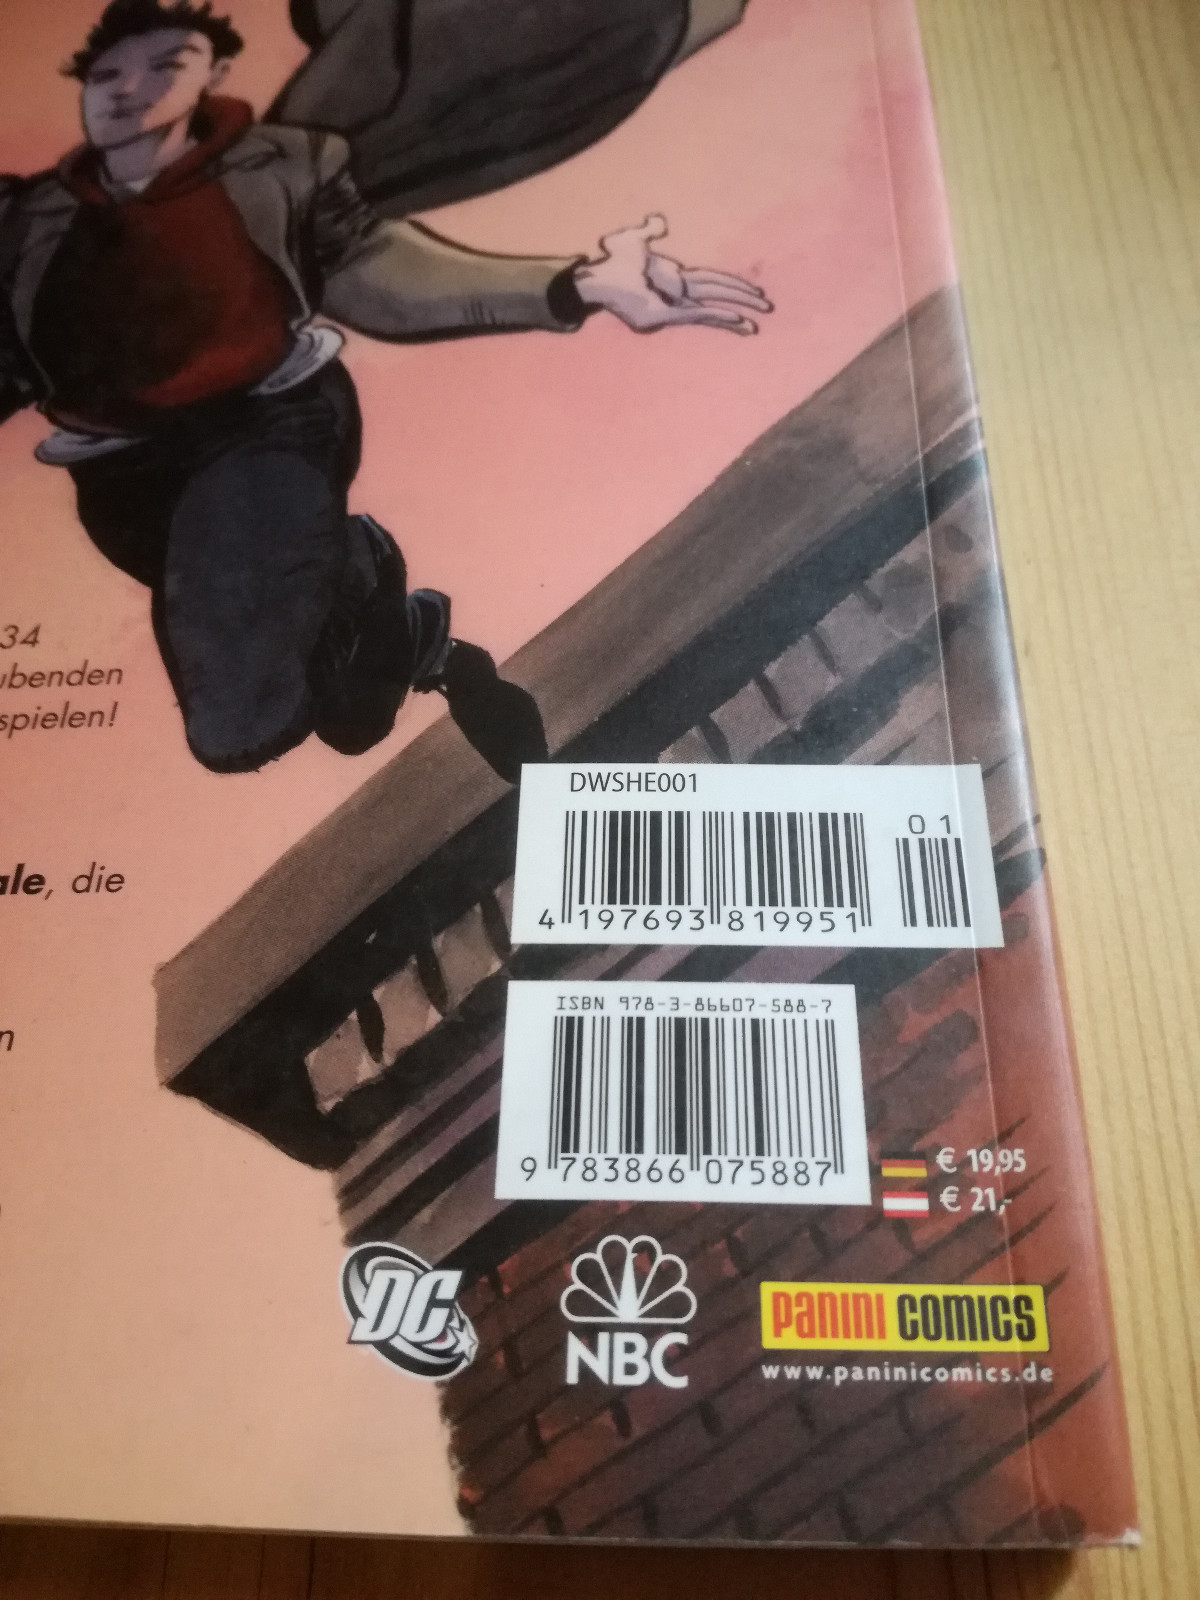 34
ubenden
spielen!
ale, die
n
DWSHE001
01
4 197693 819951
ISBN 978-3-86607-588-7
9 783866 075887
€ 19,95
€ 21,-
DC
NBC
PANINI COMICS
www.paninicomics.de